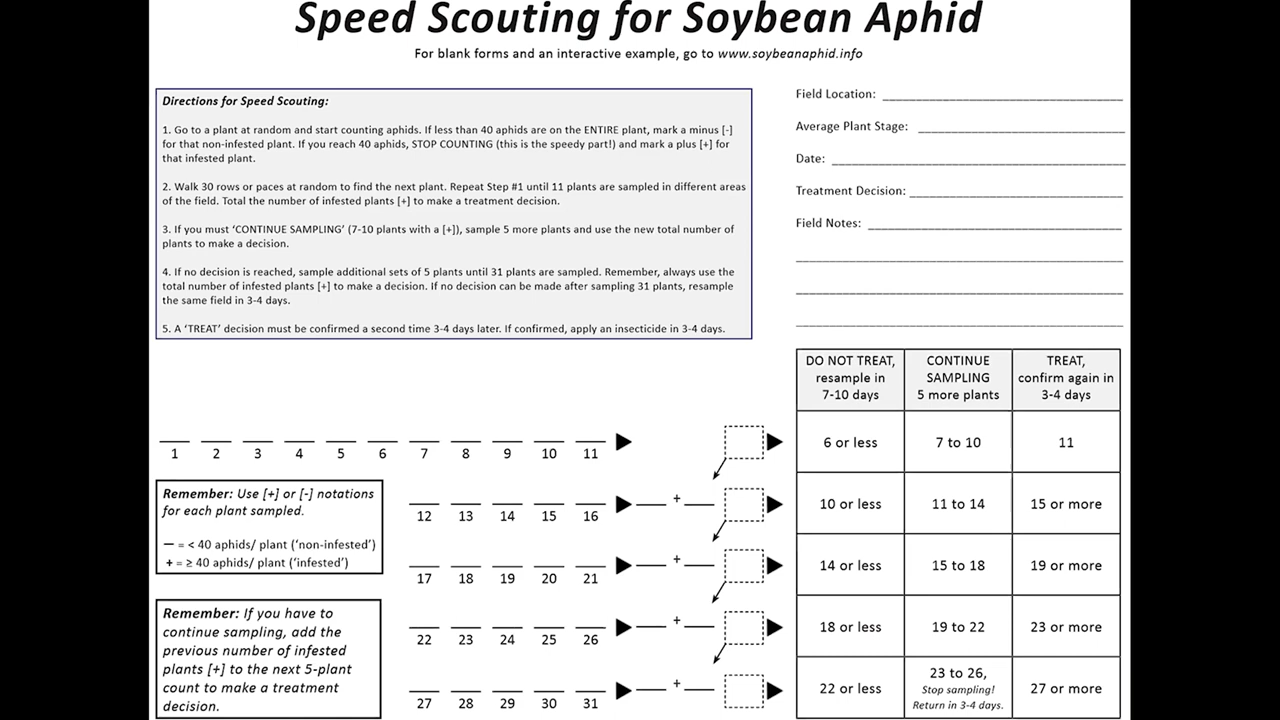 Speed Scouting for Soybean Aphid
For blank forms and an interactive example, go to www.soybeanaphid.info
Directions for Speed Scouting:
1. Go to a plant at random and start counting aphids. If less than 40 aphids are on the ENTIRE plant, mark a minus [-]
for that non-infested plant. If you reach 40 aphids, STOP COUNTING (this is the speedy part!) and mark a plus [+] for
that infested plant.
2. Walk 30 rows or paces at random to find the next plant. Repeat Step #1 until 11 plants are sampled in different areas
of the field. Total the number of infested plants [+] to make a treatment decision.
3. If you must ‘CONTINUE SAMPLING’ (7-10 plants with a [+]), sample 5 more plants and use the new total number of
plants to make a decision.
4. If no decision is reached, sample additional sets of 5 plants until 31 plants are sampled. Remember, always use the
total number of infested plants [+] to make a decision. If no decision can be made after sampling 31 plants, resample
the same field in 3-4 days.
5. A ‘TREAT’ decision must be confirmed a second time 3-4 days later. If confirmed, apply an insecticide in 3-4 days.
Field Location:
Average Plant Stage:
Date:
Treatment Decision:
Field Notes:
DO NOT TREAT,
resample in
7-10 days
CONTINUE
SAMPLING
5 more plants
TREAT,
confirm again in
3-4 days
1 2 3 4 5 6 7 8 9 10 11
6 or less 7 to 10 11
Remember: Use [+] or [-] notations
for each plant sampled.
— = < 40 aphids/ plant (‘non-infested’)
+ = ≥ 40 aphids/ plant (‘infested’)
12 13 14 15 16
+
10 or less 11 to 14 15 or more
17 18 19 20 21
+
14 or less 15 to 18 19 or more
Remember: If you have to
continue sampling, add the
previous number of infested
plants [+] to the next 5-plant
count to make a treatment
decision.
22 23 24 25 26
+
18 or less 19 to 22 23 or more
27 28 29 30 31
+
22 or less
23 to 26,
Stop sampling!
Return in 3-4 days.
27 or more